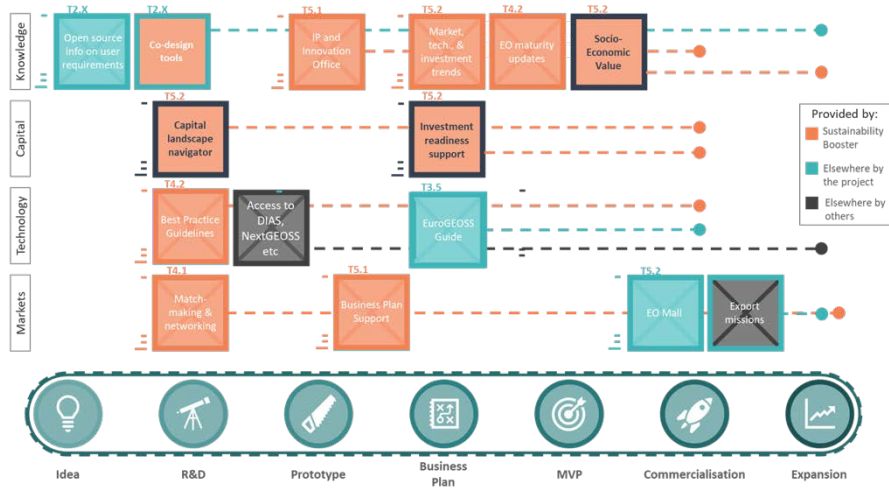 Knowledge
T2.X
Open source
info on user
requirements
T2.X
Co-design
tools
T5.1
IP and
Innovation
Office
T5.2
Market,
tech., &
investment
trends
T4.2
EO maturity
updates
T5.2
Socio-
Economic
Value
Capital
T5.2
Capital
landscape
navigator
T5.2
Investment
readiness
support
Provided by:
Sustainability
Booster
Elsewhere by
the project
Elsewhere by
others
Technology
T4.2
Best Practice
Guidelines
Access to
DIAS,
NextGEOSS
etc
T3.5
EuroGEOSS
Guide
Markets
T4.1
Match-
making &
networking
T5.1
Business Plan
Support
T5.2
EO Mall
Export
missions
Idea
R&D
Prototype
Business
Plan
MVP
Commercialisation
Expansion